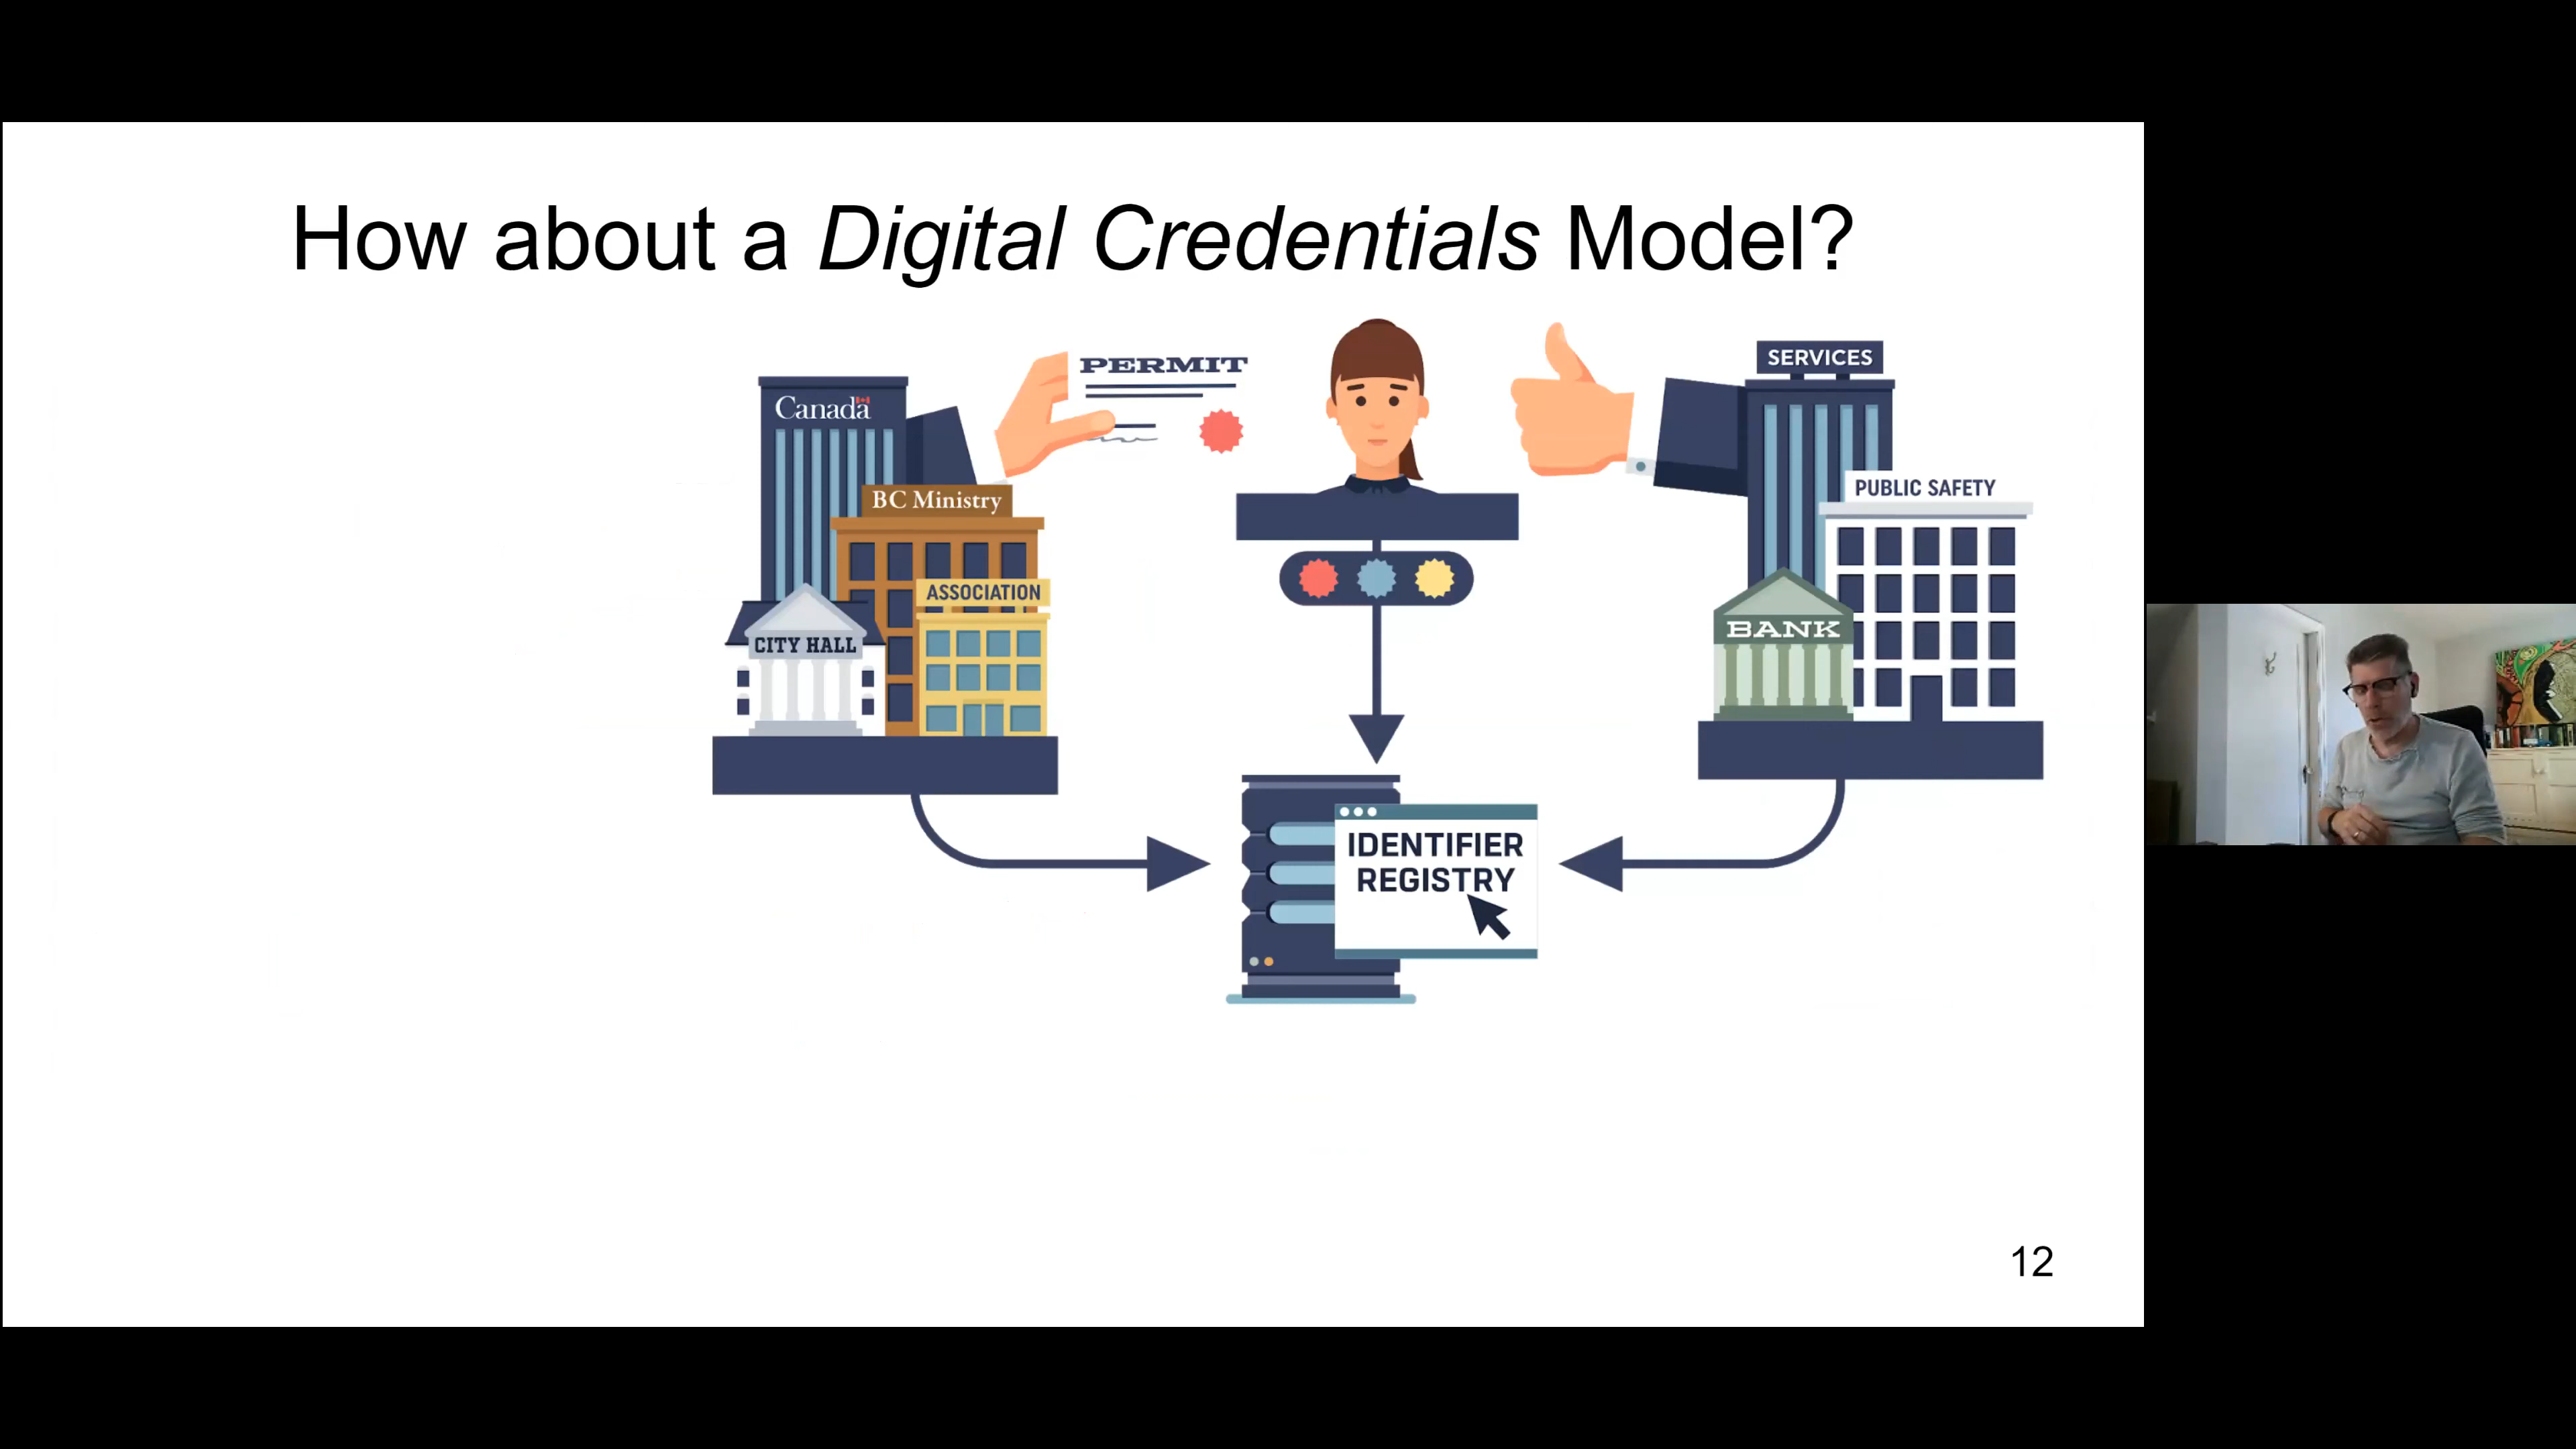 How about a Digital Credentials Model?
PERMIT
SERVICES
Canada
PUBLIC SAFETY
BC Ministry
ASSOCIATION
BANK
CITY HALL
IDENTIFIER
REGISTRY
12